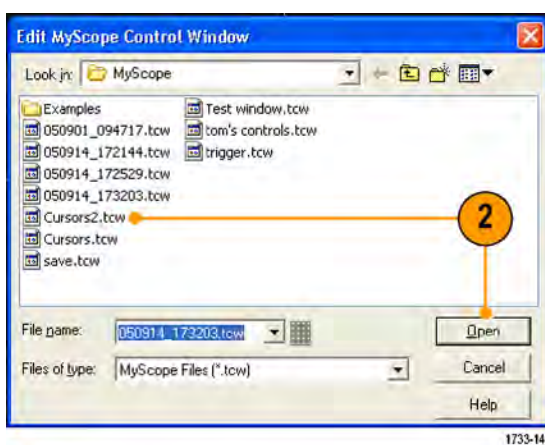 Edit MyScope Control Window
Look in: MyScope
Examples
050901_094717.tcw
050914_172144.tcw
050914_172529.tcw
050914_173203.tcw
Cursors2.tcw
Cursors.tcw
save.tcw
Test window.tcw
tom's controls.tcw
trigger.tcw
2
File name: 050914_173203.tcw
Open
Files of type: MyScope Files (*.tcw)
Cancel
Help
1733-14